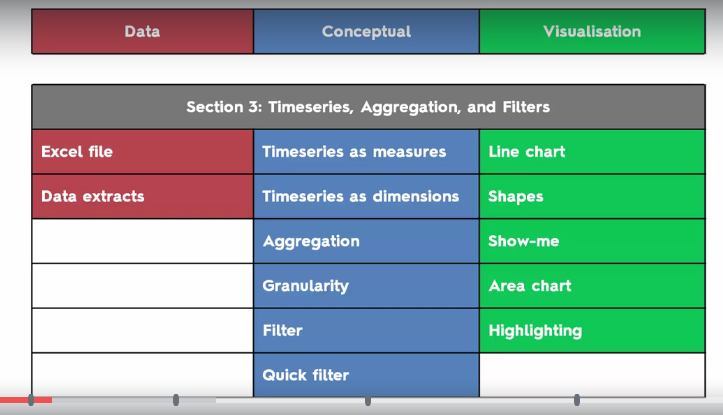 Data
Conceptual
Visualisation
Section 3: Timeseries, Aggregation, and Filters
Excel file
Timeseries as measures
Line chart
Data extracts
Timeseries as dimensions
Shapes
Aggregation
Show-me
Granularity
Area chart
Filter
Highlighting
Quick filter